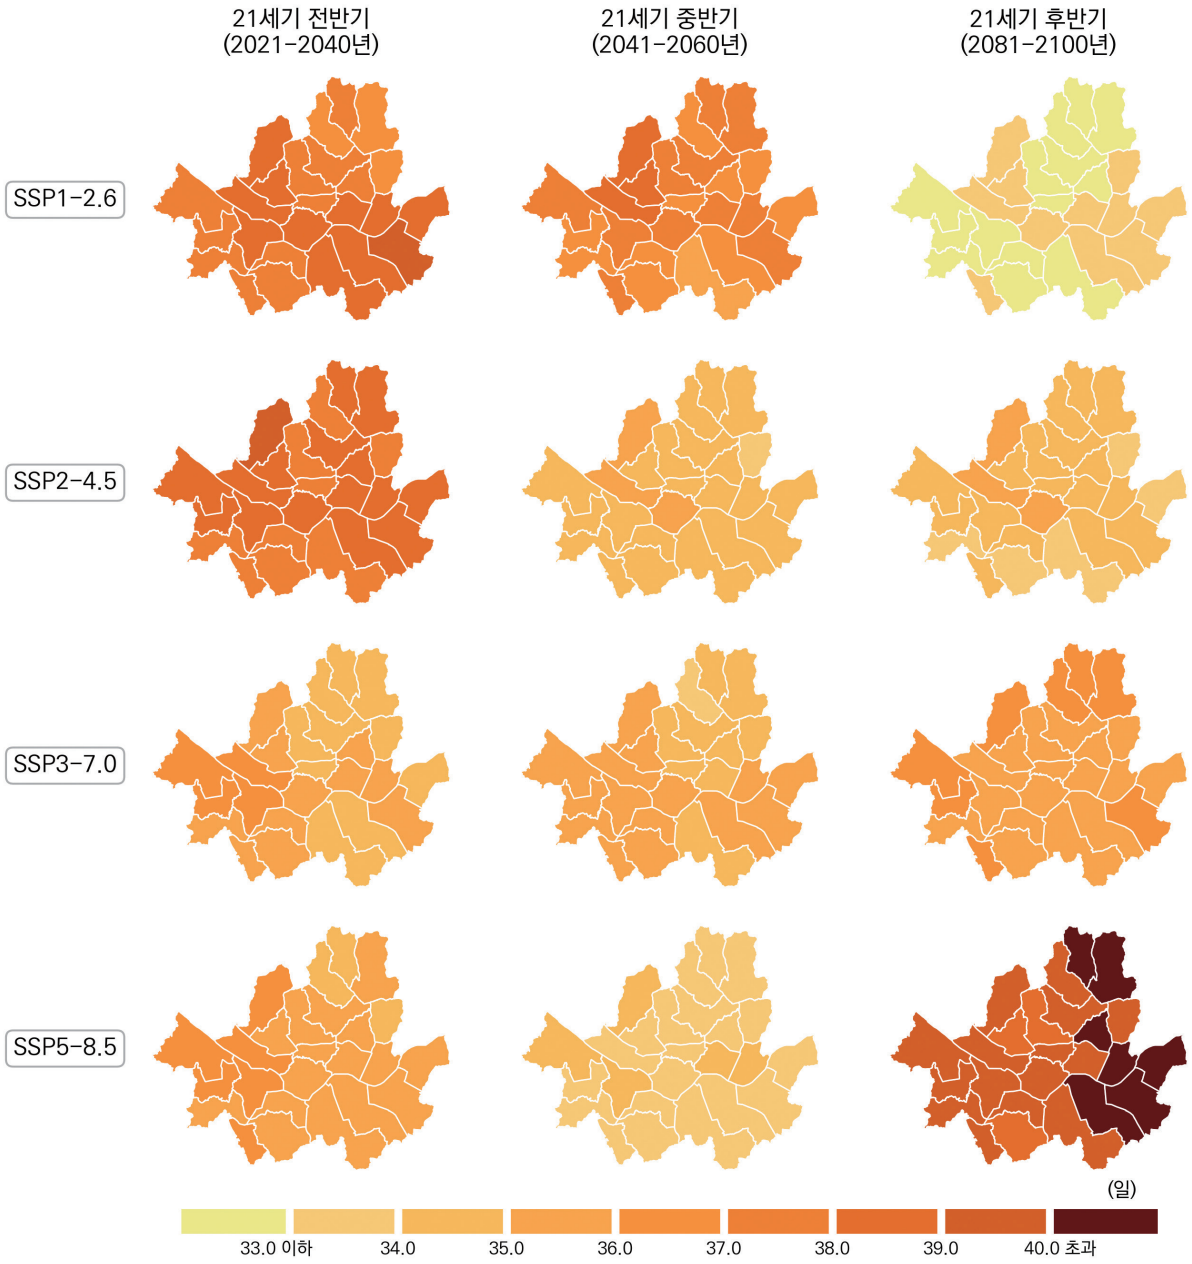 21세기 전반기
(2021-2040년)
21세기 중반기
(2041-2060년)
21세기 후반기
(2081-2100년)
SSP1-2.6
SSP2-4.5
SSP3-7.0
SSP5-8.5
(일)
33.0 이하
34.0
35.0
36.0
37.0
38.0
39.0
40.0 초과